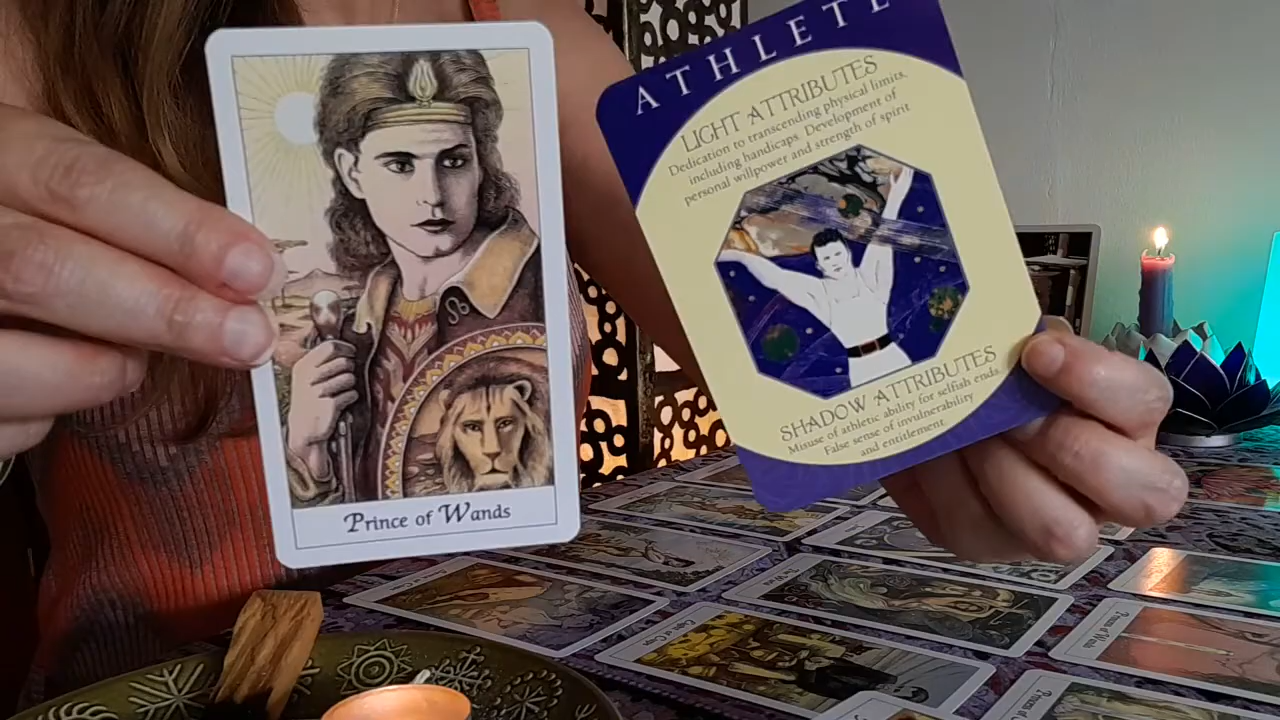 Prince of Wands
ATHLETE
LIGHT ATTRIBUTES
Dedication to transcending physical limits,
including handicaps. Development of
personal willpower and strength of spirit
SHADOW ATTRIBUTES
Misuse of athletic ability for selfish ends.
False sense of invulnerability
and entitlement